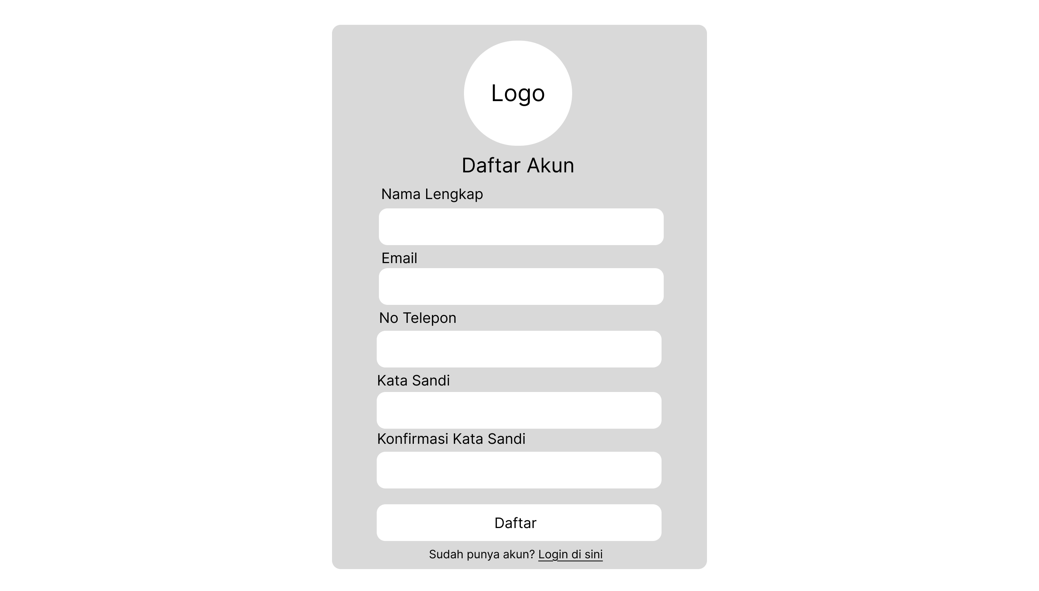 Logo
Daftar Akun
Nama Lengkap
Email
No Telepon
Kata Sandi
Konfirmasi Kata Sandi
Daftar
Sudah punya akun? Login di sini